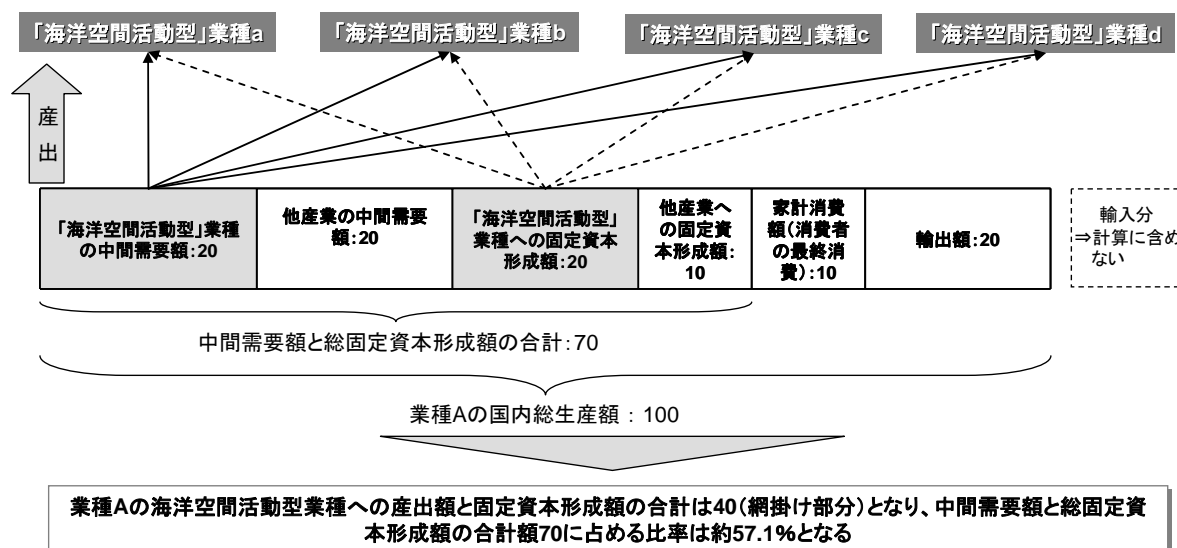 「海洋空間活動型」業種a
「海洋空間活動型」業種b
「海洋空間活動型」業種c
「海洋空間活動型」業種d
産
出
「海洋空間活動型」業種
の中間需要額:20
他産業の中間需要
額:20
「海洋空間活動型」
業種への固定資本
形成額:20
他産業へ
の固定資
本形成額:
10
家計消費
額(消費者
の最終消
費):10
輸出額:20
輸入分
⇒計算に含め
ない
中間需要額と総固定資本形成額の合計:70
業種Aの国内総生産額 : 100
業種Aの海洋空間活動型業種への産出額と固定資本形成額の合計は40(網掛け部分)となり、中間需要額と総固定資
本形成額の合計額70に占める比率は約57.1%となる